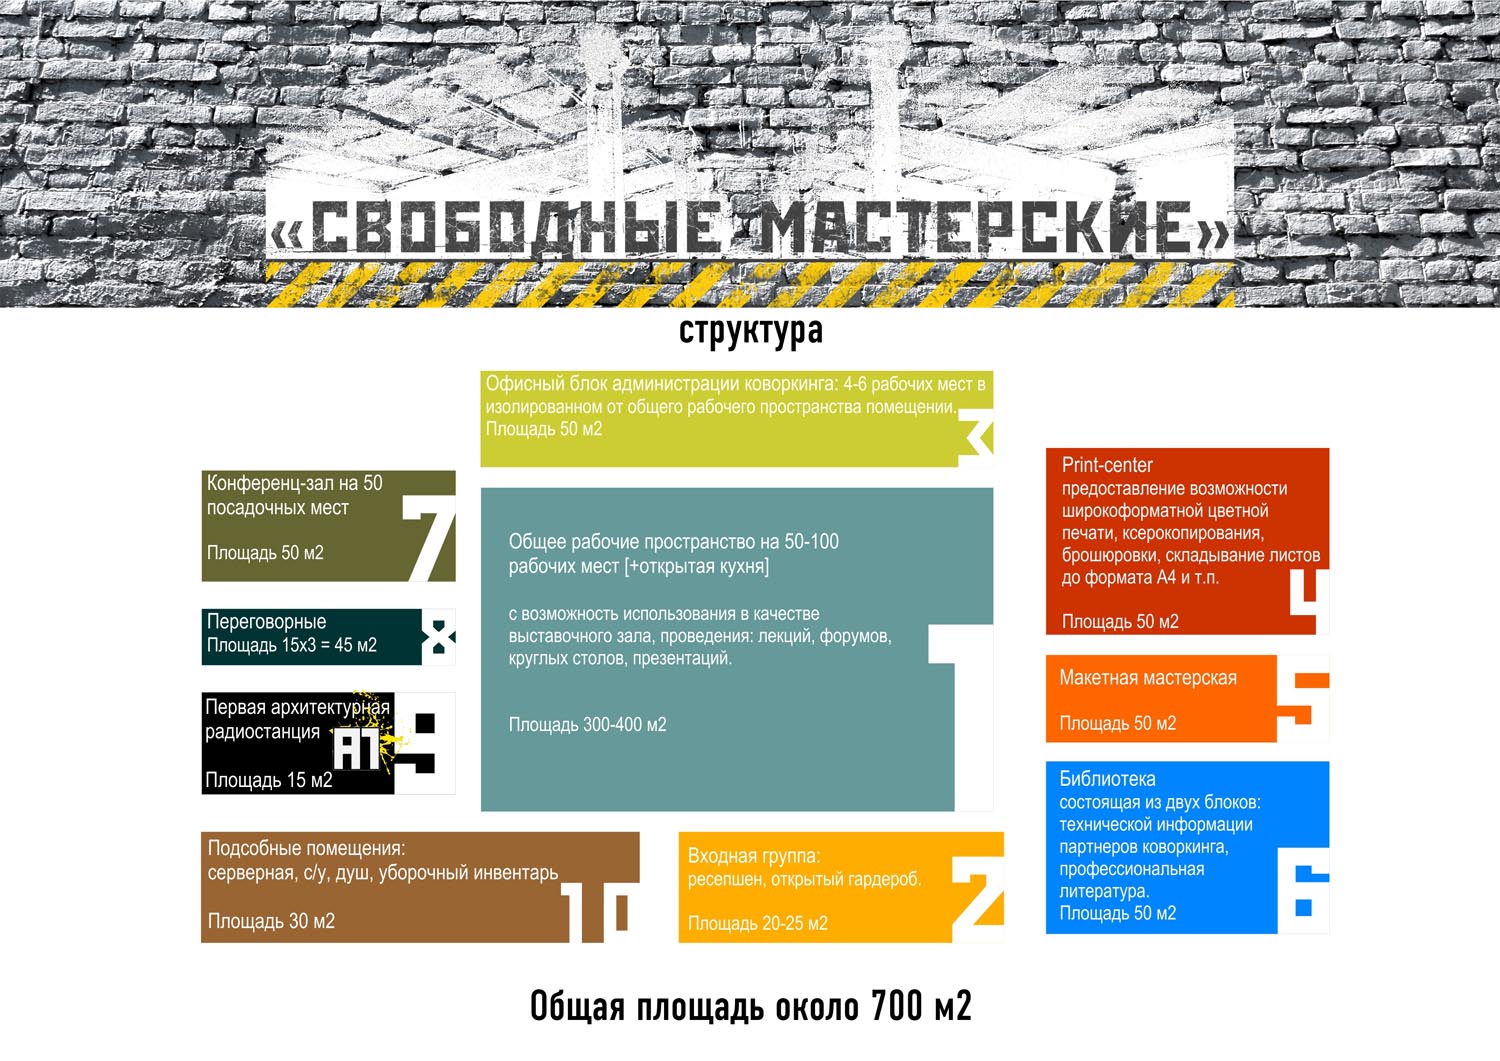 «СВОБОДНЫЕ МАСТЕРСКИЕ»
структура
Офисный блок администрации коворкинга: 4-6 рабочих мест в
изолированном от общего рабочего пространства помещении.
Площадь 50 м2
3
Конференц-зал на 50
посадочных мест
Площадь 50 м2
7
Переговорные
Площадь 15x3 = 45 м2
8
Первая архитектурная
радиостанция
А1
Площадь 15 м2
9
Общее рабочие пространство на 50-100
рабочих мест [+открытая кухня]
с возможность использования в качестве
выставочного зала, проведения: лекций, форумов,
круглых столов, презентаций.
Площадь 300-400 м2
1
Print-center
предоставление возможности
широкоформатной цветной
печати, ксерокопирования,
брошюровки, складывание листов
до формата А4 и т.п.
Площадь 50 м2
4
Макетная мастерская
Площадь 50 м2
5
Библиотека
состоящая из двух блоков:
технической информации
партнеров коворкинга,
профессиональная
литература.
Площадь 50 м2
6
Подсобные помещения:
серверная, с/у, душ, уборочный инвентарь
Площадь 30 м2
10
Входная группа:
ресепшен, открытый гардероб.
Площадь 20-25 м2
2
Общая площадь около 700 м2